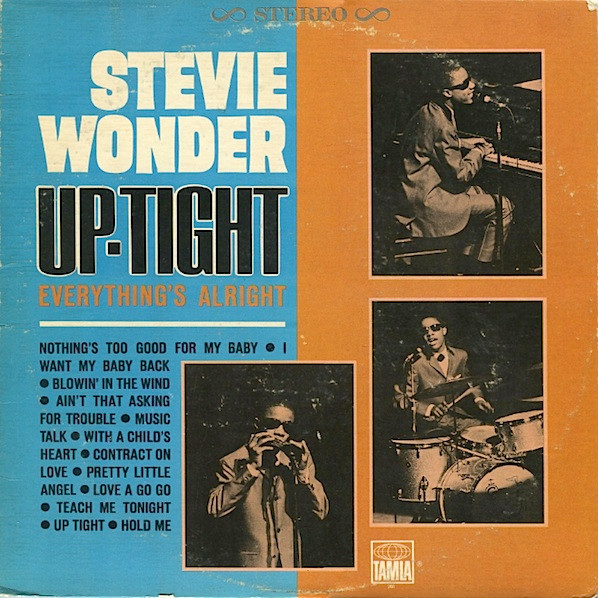 STEREO
STEVIE
WONDER
UP-TIGHT
EVERYTHING'S ALRIGHT
NOTHING'S TOO GOOD FOR MY BABY ● I
WANT MY BABY BACK
● BLOWIN' IN THE WIND
● AIN'T THAT ASKING
FOR TROUBLE ● MUSIC
TALK ● WITH A CHILD'S
HEART ● CONTRACT ON
LOVE ● PRETTY LITTLE
ANGEL ● LOVE A GO GO
● TEACH ME TONIGHT
● UP TIGHT ● HOLD ME
TAMLA